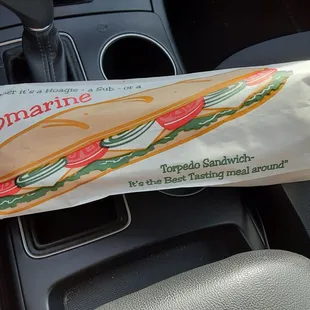 it's a Hoagie - a Sub - or a
marine
Torpedo Sandwich-
It's the Best Tasting meal around"